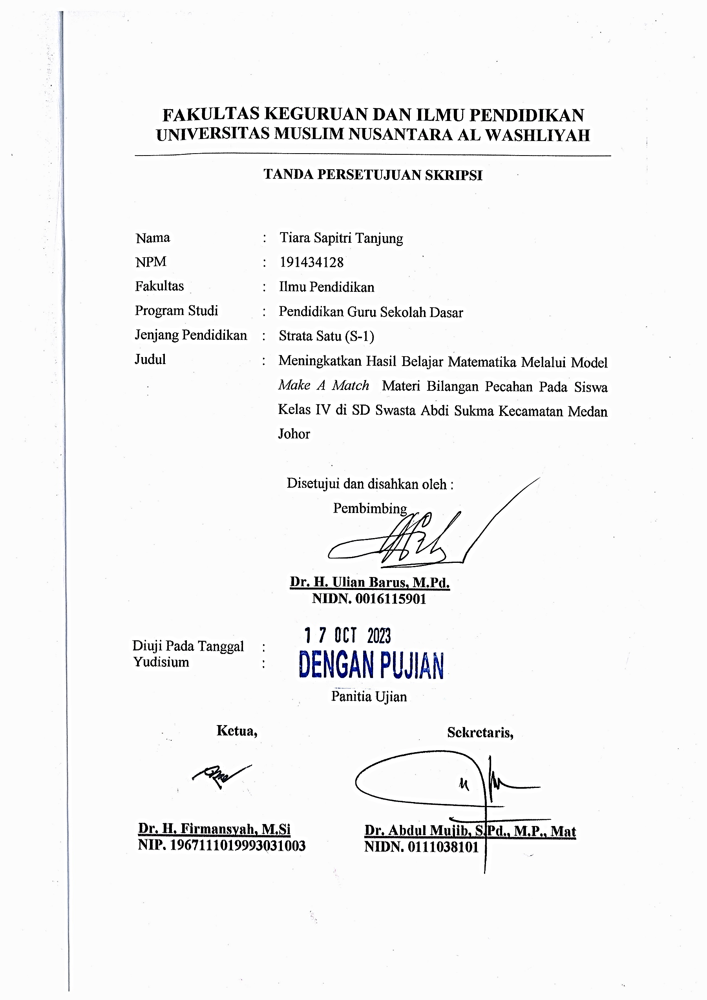 FAKULTAS KEGURUAN DAN ILMU PENDIDIKAN
UNIVERSITAS MUSLIM NUSANTARA AL WASHLIYAH
TANDA PERSETUJUAN SKRIPSI
Nama : Tiara Sapitri Tanjung
NPM : 191434128
Fakultas : Ilmu Pendidikan
Program Studi : Pendidikan Guru Sekolah Dasar
Jenjang Pendidikan : Strata Satu (S-1)
Judul : Meningkatkan Hasil Belajar Matematika Melalui Model
Make A Match Materi Bilangan Pecahan Pada Siswa
Kelas IV di SD Swasta Abdi Sukma Kecamatan Medan
Johor
Disetujui dan disahkan oleh :
Pembimbing
Dr. H. Ulian Barus, M.Pd.
NIDN. 0016115901
17 OCT 2023
Diuji Pada Tanggal :
Yudisium : DENGAN PUJIAN
Panitia Ujian
Ketua, Sekretaris,
Dr. H. Firmansyah, M.Si Dr. Abdul Mujib, S.Pd., M.P., Mat
NIP. 1967111019993031003 NIDN. 0111038101